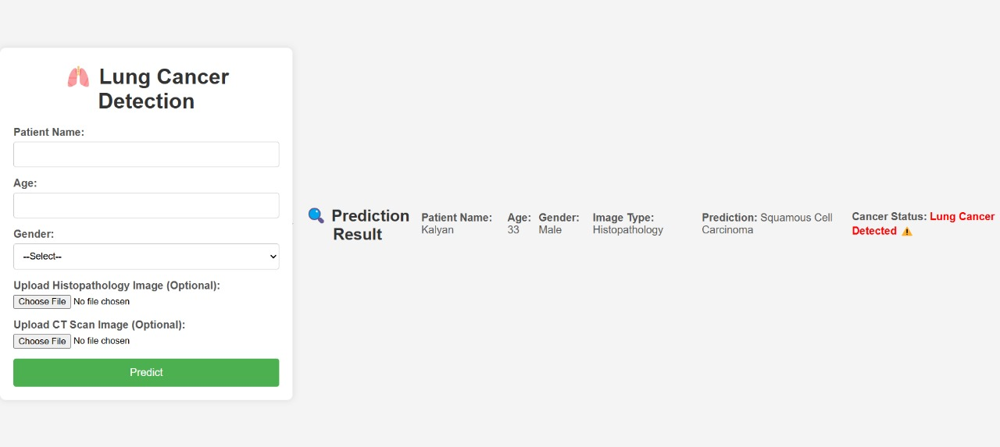 🫁 Lung Cancer
Detection
Patient Name:
Age:
Gender:
--Select--
Upload Histopathology Image (Optional):
Choose File No file chosen
Upload CT Scan Image (Optional):
Choose File No file chosen
Predict
🔍 Prediction
Result
Patient Name:
Kalyan
Age:
33
Gender:
Male
Image Type:
Histopathology
Prediction: Squamous Cell
Carcinoma
Cancer Status: Lung Cancer
Detected ⚠️